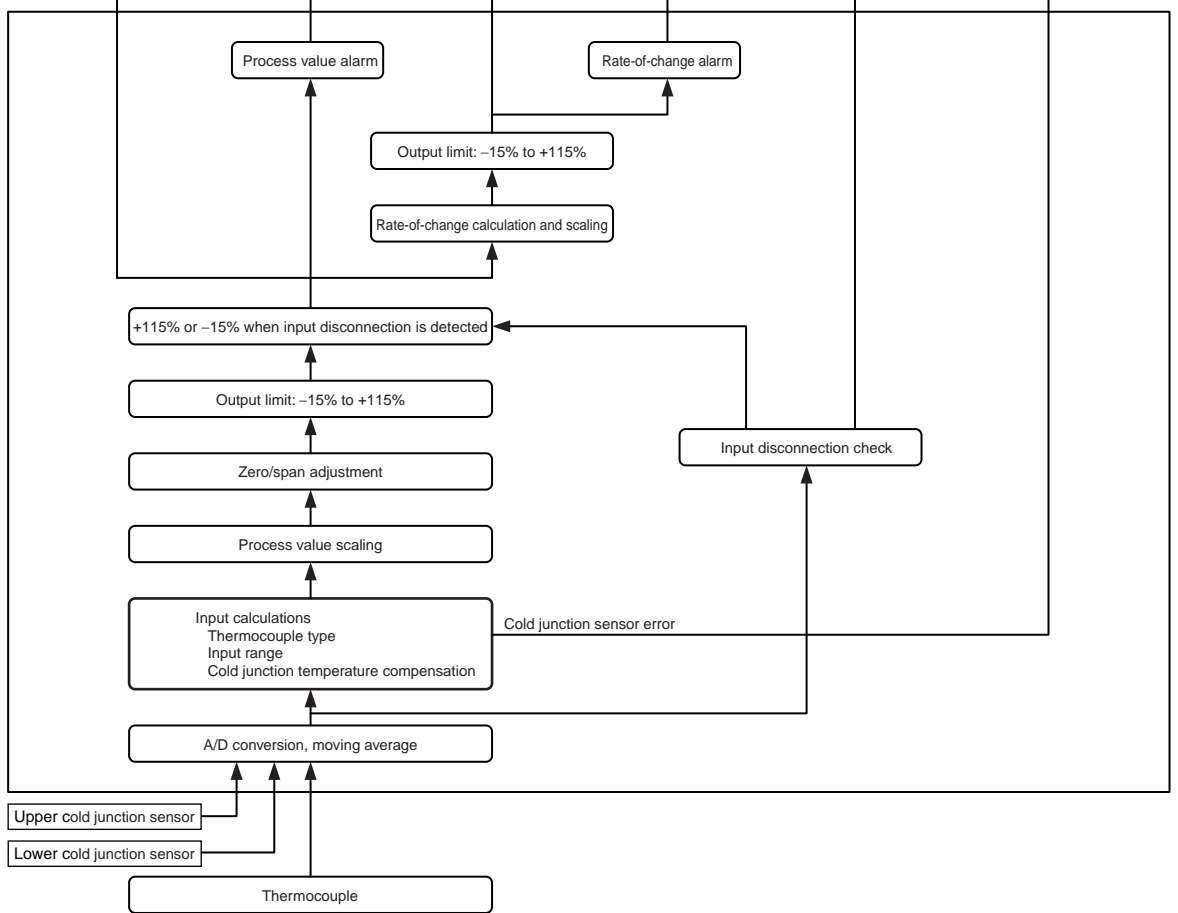 Process value alarm
Rate-of-change alarm
Output limit: –15% to +115%
Rate-of-change calculation and scaling
+115% or –15% when input disconnection is detected
Output limit: –15% to +115%
Input disconnection check
Zero/span adjustment
Process value scaling
Input calculations
Thermocouple type
Input range
Cold junction temperature compensation
Cold junction sensor error
A/D conversion, moving average
Upper cold junction sensor
Lower cold junction sensor
Thermocouple